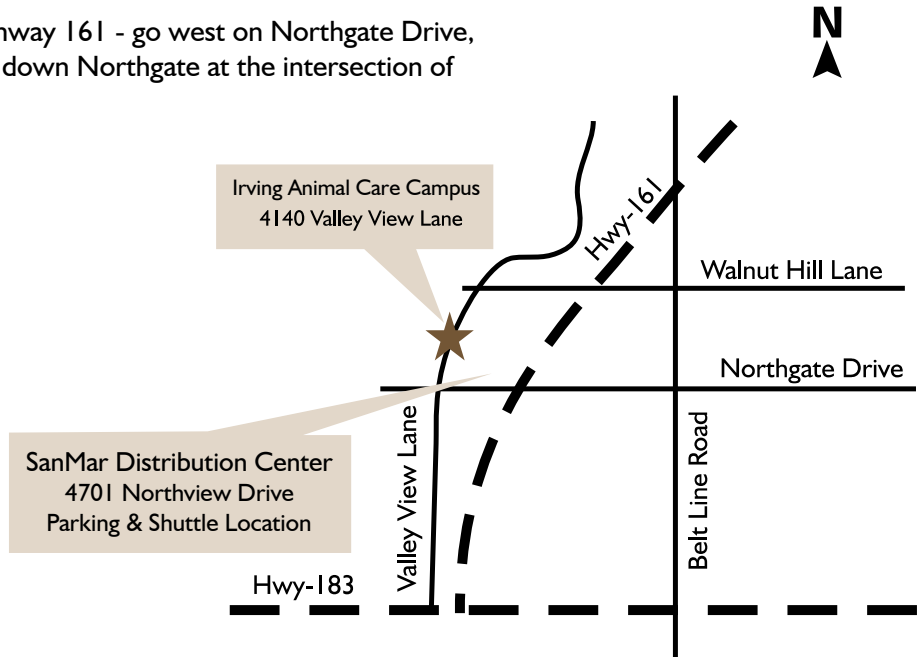 way 161 - go west on Northgate Drive,
down Northgate at the intersection of
N
Irving Animal Care Campus
4140 Valley View Lane
Hwy-161
Walnut Hill Lane
Northgate Drive
SanMar Distribution Center
4701 Northview Drive
Parking & Shuttle Location
Valley View Lane
Belt Line Road
Hwy-183